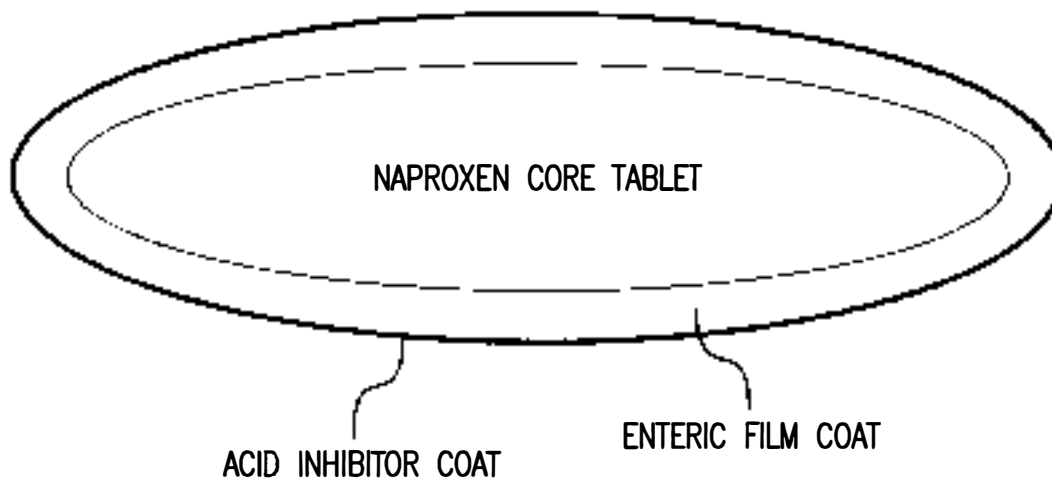 NAPROXEN CORE TABLET
ENTERIC FILM COAT
ACID INHIBITOR COAT